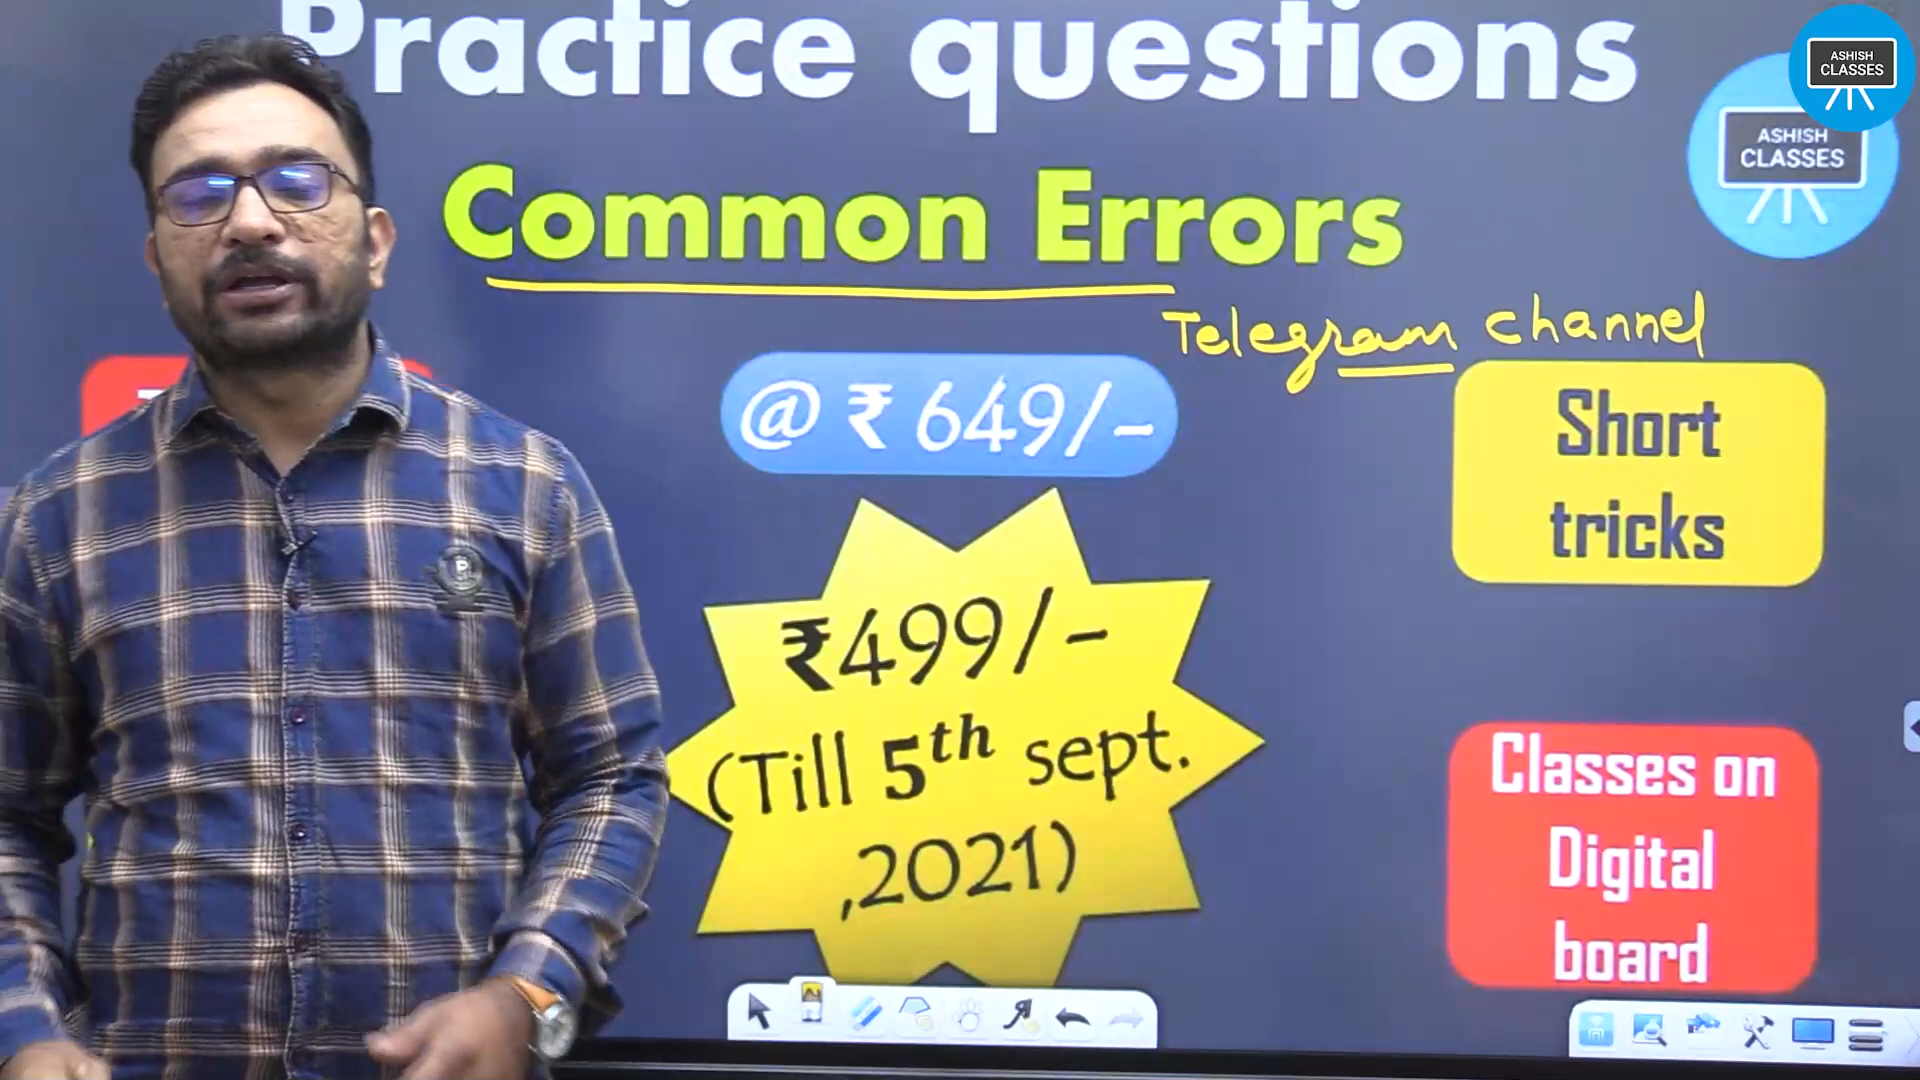 Practice questions
ASHISH
CLASSES
ASHISH
CLASSES
Common Errors
Telegram channel
@ ₹ 649/-
Short
tricks
₹499/-
(Till 5th sept.
,2021)
Classes on
Digital
board